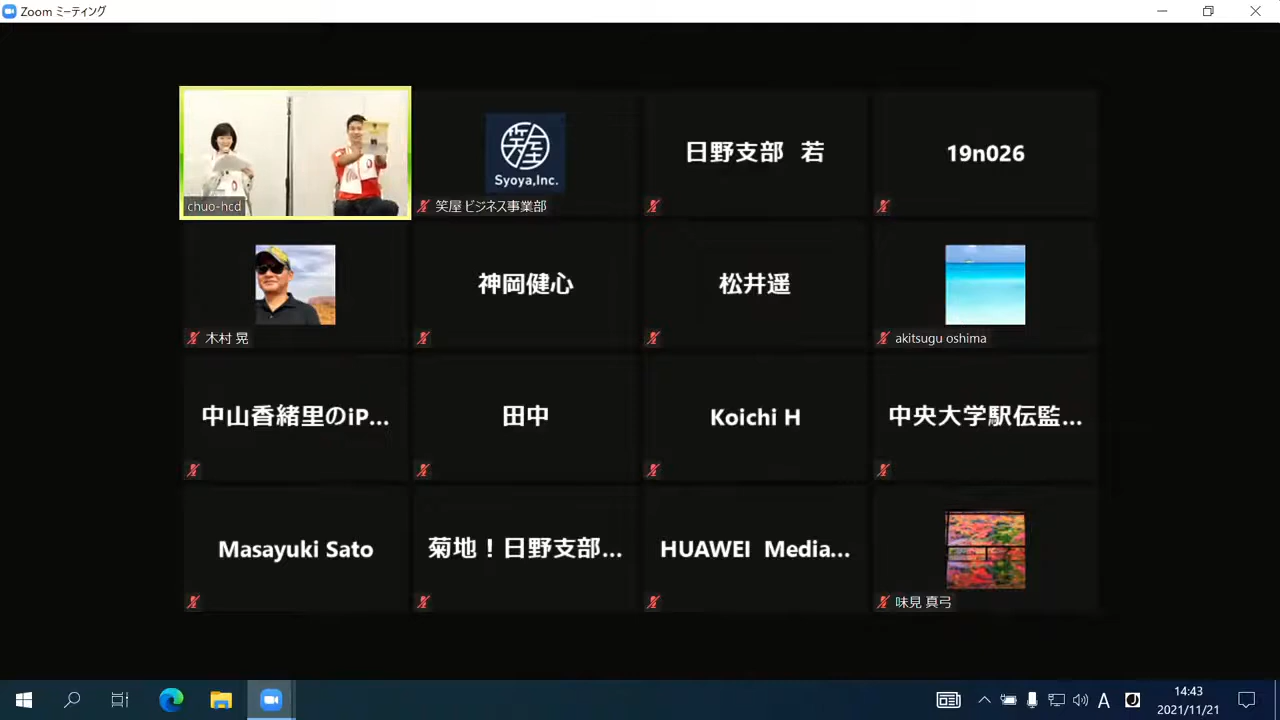 Zoom ミーティング
chuo-hcd
笑屋
Syoya,Inc.
笑屋 ビジネス事業部
日野支部 若
19n026
木村 晃
神岡健心
松井遥
akitsugu oshima
中山香緒里のiP...
田中
Koichi H
中央大学駅伝監...
Masayuki Sato
菊地！日野支部...
HUAWEI Media...
味見 真弓
A
14:43
2021/11/21